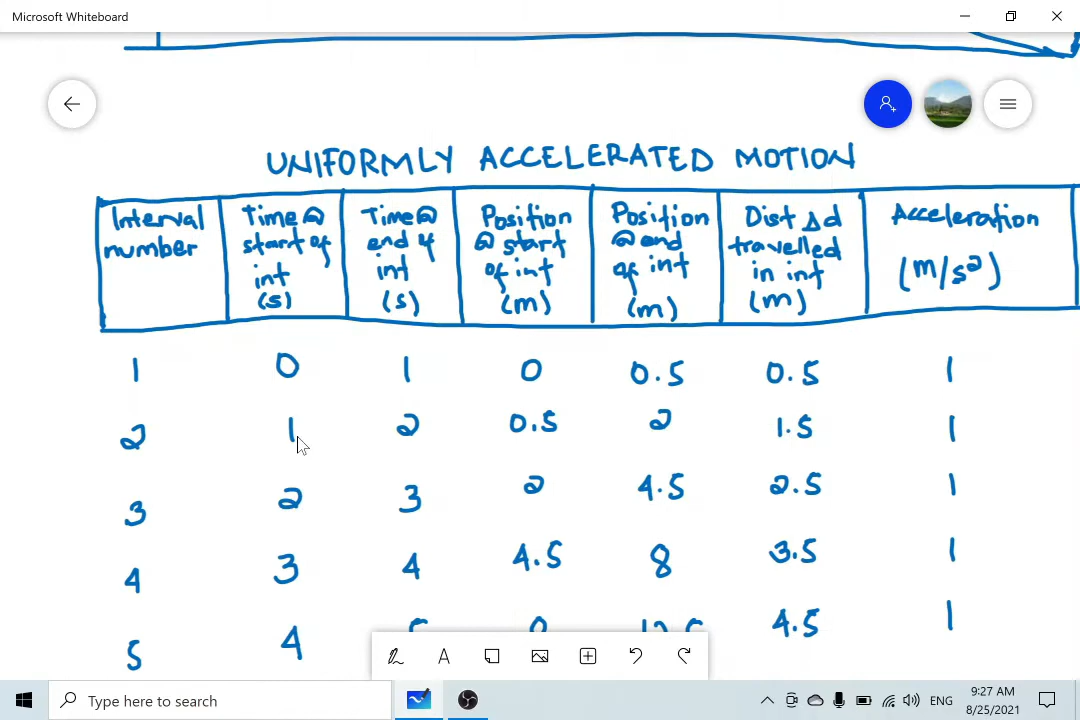 Microsoft Whiteboard
UNIFORMLY ACCELERATED MOTION
Interval number
Time @ start of int (s)
Time @ end of int (s)
Position @ start of int (m)
Position @ end of int (m)
Dist Δd travelled in int (m)
Acceleration (m/s²)
1 0 1 0 0.5 0.5 1
2 1 2 0.5 2 1.5 1
3 2 3 2 4.5 2.5 1
4 3 4 4.5 8 3.5 1
5 4 4.5 1
A
Type here to search
ENG
9:27 AM
8/25/2021